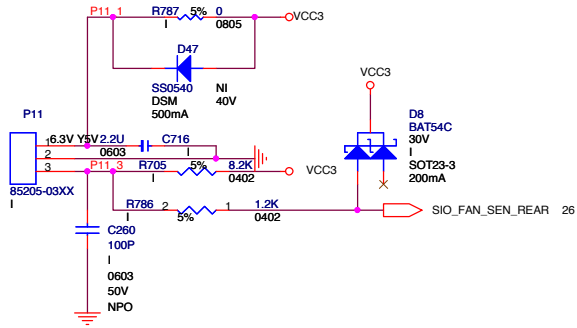 P11_1
R787 5% 0
I 0805
VCC3
D47
SS0540 NI
DSM 40V
500mA
VCC3
P11
D8
BAT54C
30V
I
SOT23-3
200mA
1 6.3V Y5V 2.2U C716
0603 I
2
3 P11_3 R705 5% 8.2K
I 0402
VCC3
85205-03XX
I
R786 2 1 1.2K
I 5% 0402
SIO_FAN_SEN_REAR 26
C260
100P
I
0603
50V
NPO